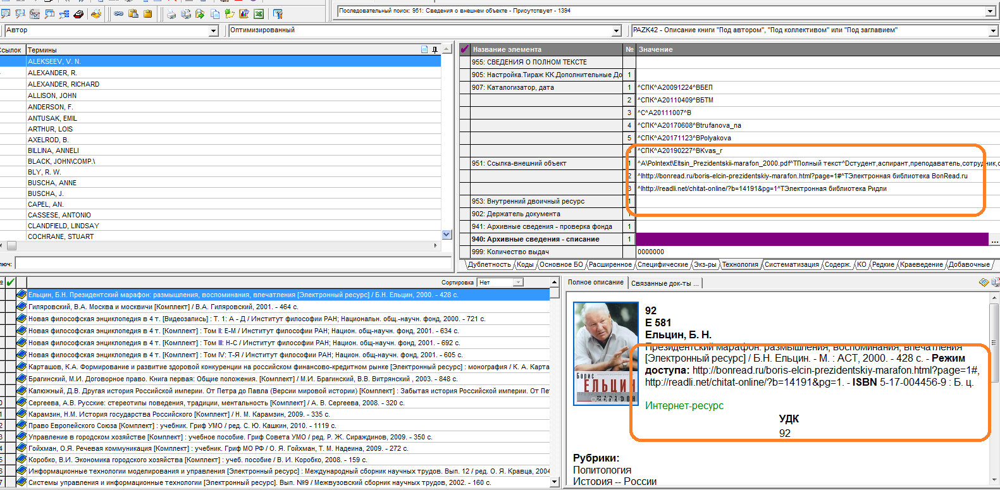 Последовательный поиск: 951: Сведения о внешнем объекте - Присутствует - 1394
Автор
Оптимизированный
PAZK42 - Описание книги "Под автором", "Под коллективом" или "Под заглавием"
Термины
ALEKSEEV, V. N.
ALEXANDER, R.
ALEXANDER, RICHARD
ALLISON, JOHN
ANDERSON, F.
ANTUSAK, EMIL
ARTHUR, LOIS
AXELROD, B.
BILLINA, ANNELI
BLACK, JOHN\COMP.\
BLY, R. W.
BUSCHA, ANNE
BUSCHA, J.
CAPEL, AN.
CASSESE, ANTONIO
CLANDFIELD, LINDSAY
COCHRANE, STUART
Название элемента № Значение
955: СВЕДЕНИЯ О ПОЛНОМ ТЕКСТЕ
905: Настройка.Тираж КК.Дополнительные До 1
907: Каталогизатор, дата 1 ^CПК^A20091224^BБЕП
2 ^CПК^A20110409^BБТМ
3 ^C^A20111007^B
4 ^CПК^A20170608^Btrufanova_na
5 ^CПК^A20171123^BPolyakova
^CПК^A20190227^BKvas_r
951: Ссылка-внешний объект 1 ^A\Polntext\Eltsin_Prezidentskii-marafon_2000.pdf^TПолный текст^Dстудент,аспирант,преподаватель,сотрудник,с
2 ^Ihttp://bonread.ru/boris-elcin-prezidentskiy-marafon.html?page=1#^TЭлектронная библиотека BonRead.ru
3 ^Ihttp://readli.net/chitat-online/?b=14191&pg=1^TЭлектронная библиотека Ридли
953: Внутренний двоичный ресурс 1
902: Держатель документа 1
941: Архивные сведения - проверка фонда 1
940: Архивные сведения - списание 1 ...
999: Количество выдач 0000000
Дублетность Коды Основное БО Расширенное Специфические Экз-ры Технология Систематизация Содерж. КО Редкие Краеведение Добавочные
Сортировка Нет
Ельцин, Б.Н. Президентский марафон: размышления, воспоминания, впечатления [Электронный ресурс] / Б.Н. Ельцин, 2000. - 428 с.
Гиляровский, В.А. Москва и москвичи [Комплект] / В.А. Гиляровский, 2001. - 464 с.
Новая философская энциклопедия в 4 т. [Видеозапись] : Т. 1: А - Д / Институт философии РАН; Национальн. общ.-научн. фонд, 2000. - 721 с.
Новая философская энциклопедия в 4 т. [Комплект] : Том II: Е-М / Институт философии РАН; Национ. общ-научн. фонд, 2001. - 634 с.
Новая философская энциклопедия в 4 т. [Комплект] : Том III: Н-С / Институт философии РАН; Национ. общ-научн. фонд, 2001. - 692 с.
Новая философская энциклопедия в 4 т. [Комплект] : Том IV: Т-Я / Институт философии РАН; Национ. общ-научн. фонд, 2001. - 605 с.
Карташов, К.А. Формирование и развитие здоровой конкуренции на российском финансово-кредитном рынке [Электронный ресурс] : монография / К. А. Карта
Брагинский, М.И. Договорное право. Книга первая: Общие положения. [Комплект] / М.И. Брагинский, В.В. Витрянский , 2003. - 848 с.
Калюжный, Д.В. Другая история Российской империи. От Петра до Павла (Версии мировой истории) [Комплект] : Забытая история Российской империи. От Пе
Сергеева, А.В. Русские: стереотипы поведения, традиции, ментальность [Комплект] / А. В. Сергеева, 2008. - 320 с.
Карамзин, Н.М. История государства Российского [Комплект] / Н. М. Карамзин, 2009. - 335 с.
Право Европейского Союза [Комплект] : учебник. Гриф УМО / ред. С. Ю. Кашкин, 2010. - 1119 с.
Управление в городском хозяйстве [Комплект] : учебное пособие. Гриф Совета УМО / ред. Р. Ж. Сираждинов, 2009. - 350 с.
Гойхман, О.Я. Речевая коммуникация [Комплект] : учебник. Гриф МО РФ / О. Я. Гойхман, Т. М. Надеина, 2009. - 272 с.
Коробко, В.И. Экономика городского хозяйства [Комплект] : учеб. пособие / В. И. Коробко, 2008. - 159 с.
Информационные технологии моделирования и управления [Электронный ресурс] : Международный сборник научных трудов. Вып. 12 / ред. О. Я. Кравца, 2004
Системы управления и информационные технологии [Электронный ресурс]. Вып. №9 / Межвузовский сборник научных трудов, 2002. - 160 с.
Полное описание Связанные док-ты ...
92
Е 581
Ельцин, Б. Н.
Президентский марафон: размышления, воспоминания, впечатления
[Электронный ресурс] / Б.Н. Ельцин. - М. : АСТ, 2000. - 428 с. - Режим
доступа: http://bonread.ru/boris-elcin-prezidentskiy-marafon.html?page=1#,
http://readli.net/chitat-online/?b=14191&pg=1. - ISBN 5-17-004456-9 : Б. ц.
Интернет-ресурс
УДК
92
Рубрики:
Политология
История -- России
Борис
ЕЛЬЦИН
МАРАФОН